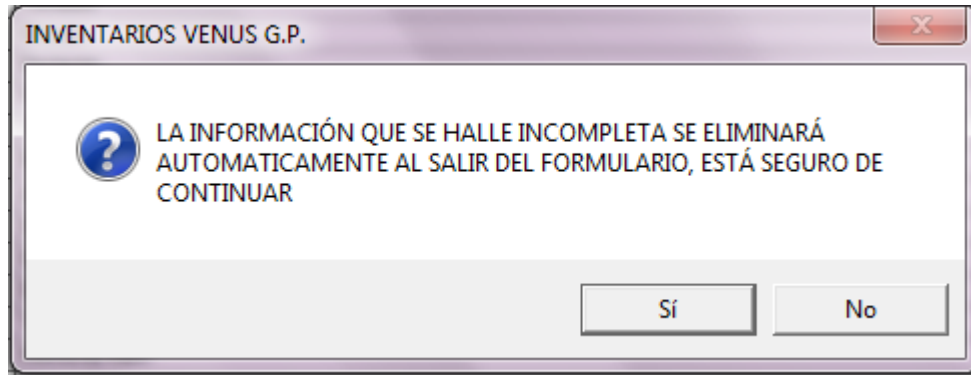 INVENTARIOS VENUS G.P.
LA INFORMACIÓN QUE SE HALLE INCOMPLETA SE ELIMINARÁ
AUTOMATICAMENTE AL SALIR DEL FORMULARIO, ESTÁ SEGURO DE
CONTINUAR
Sí
No